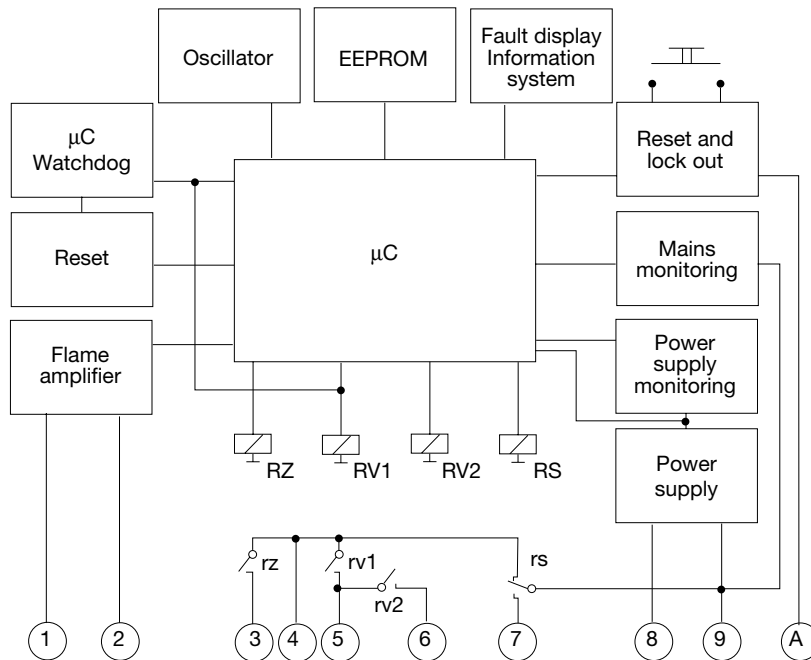 Oscillator
EEPROM
Fault display
Information
system
μC
Watchdog
Reset and
lock out
Reset
μC
Mains
monitoring
Flame
amplifier
Power
supply
monitoring
RZ
RV1
RV2
RS
Power
supply
rz
rv1
rv2
rs
1
2
3
4
5
6
7
8
9
A